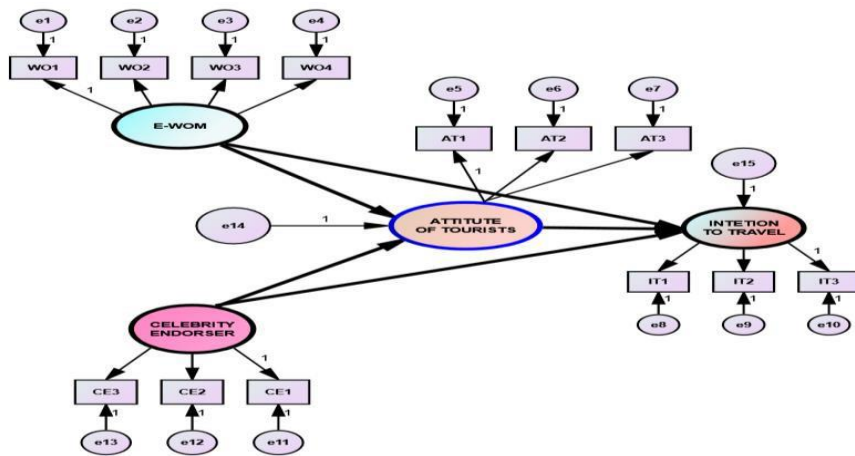 e1 e2 e3 e4
1 1 1 1
WO1 WO2 WO3 WO4
1
E-WOM
e5 e6 e7
1 1 1
AT1 AT2 AT3
1
e15
1
e14
1
ATTITUTE
OF TOURISTS
INTETION
TO TRAVEL
1
IT1 IT2 IT3
1 1 1
e8 e9 e10
CELEBRITY
ENDORSER
1
CE3 CE2 CE1
1 1 1
e13 e12 e11